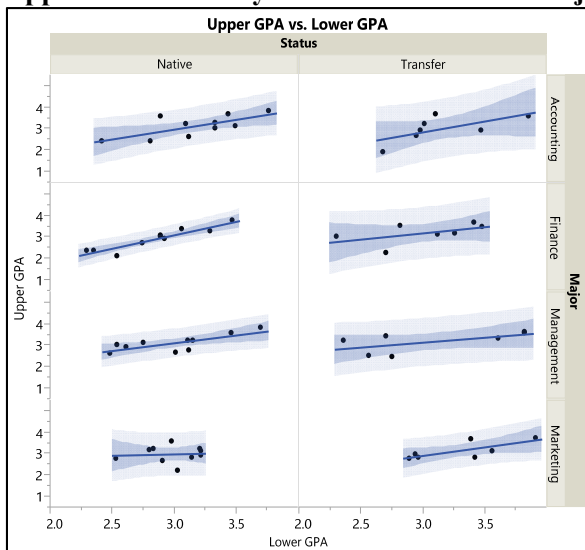 Upper GPA vs. Lower GPA
Status
Native Transfer
4
3
2
1
Accounting
4
3
2
1
Finance
4
3
2
1
Management
4
3
2
1
Marketing
Upper GPA
Major
2.0 2.5 3.0 3.5 2.0 2.5 3.0 3.5 4.0
Lower GPA